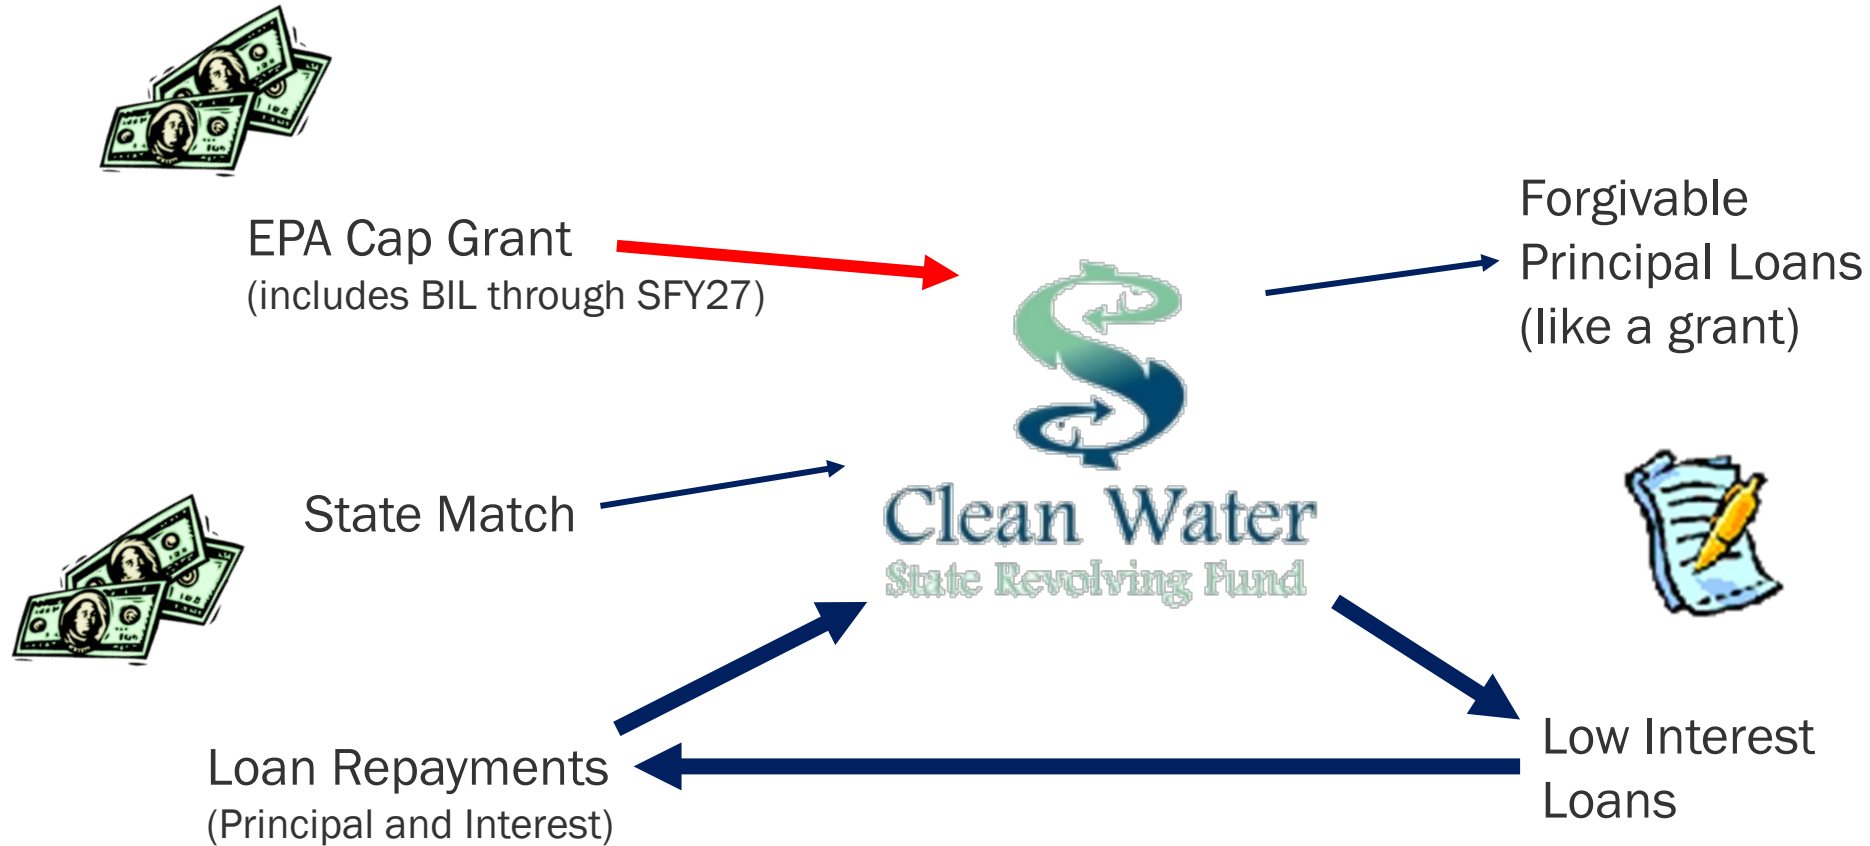 EPA Cap Grant
(includes BIL through SFY27)
Forgivable
Principal Loans
(like a grant)
State Match
Clean Water
State Revolving Fund
Loan Repayments
(Principal and Interest)
Low Interest
Loans